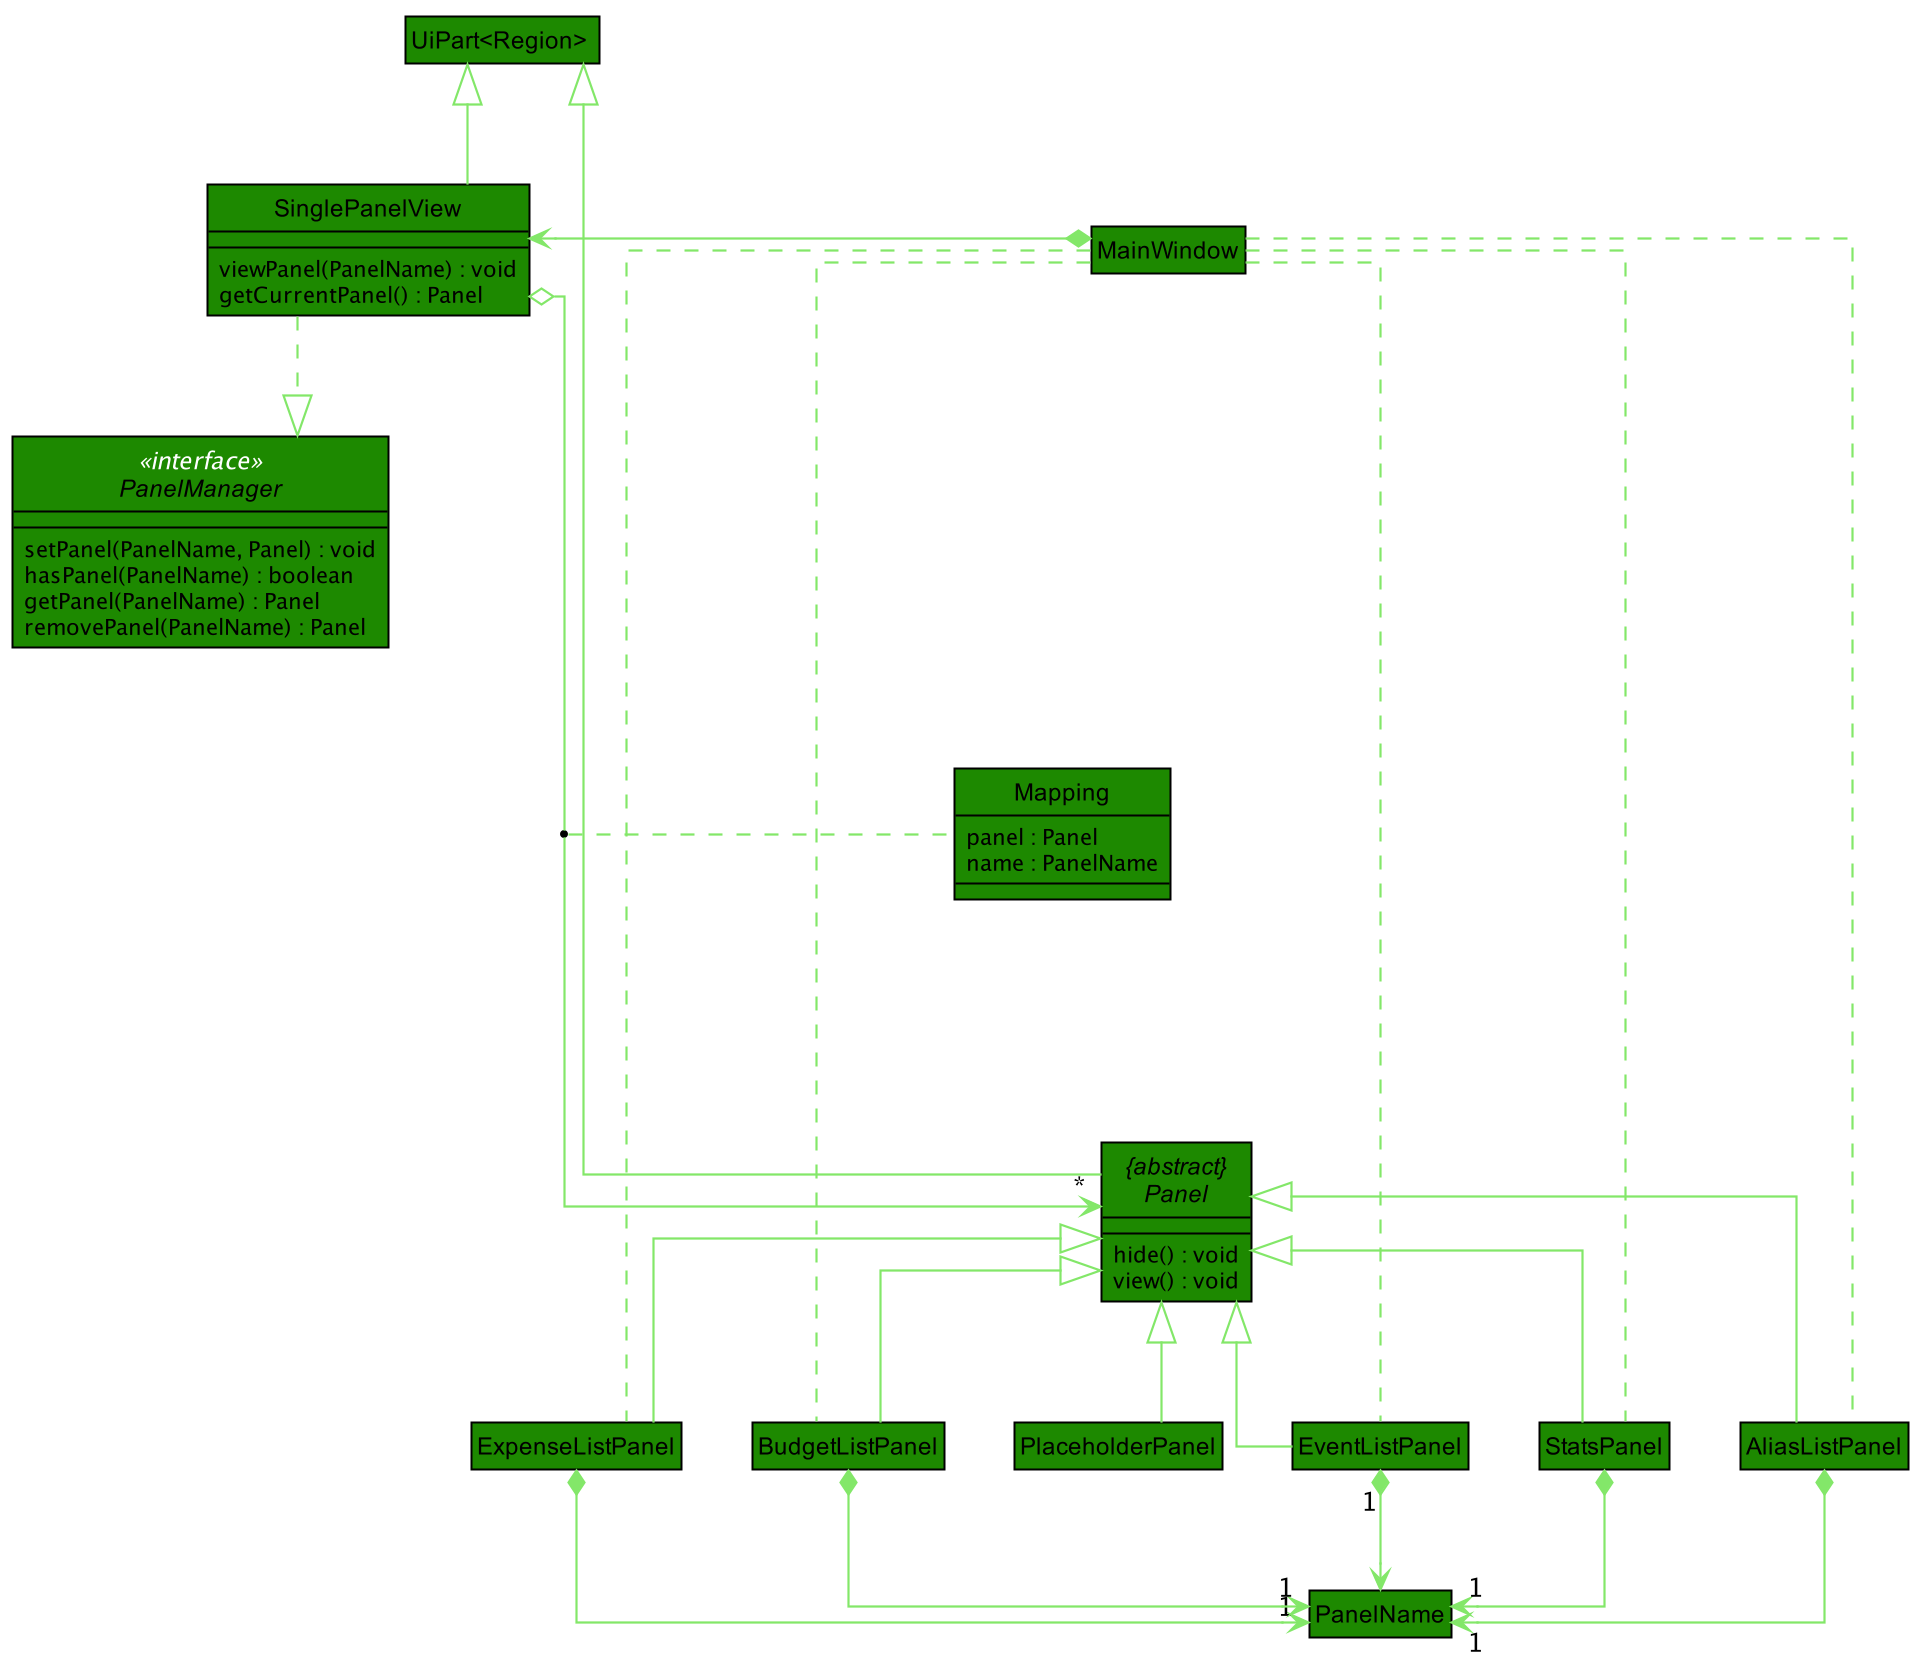 UiPart<Region>
SinglePanelView
viewPanel(PanelName) : void
getCurrentPanel() : Panel
MainWindow
«interface»
PanelManager
setPanel(PanelName, Panel) : void
hasPanel(PanelName) : boolean
getPanel(PanelName) : Panel
removePanel(PanelName) : Panel
Mapping
panel : Panel
name : PanelName
{abstract}
Panel
*
hide() : void
view() : void
ExpenseListPanel
BudgetListPanel
PlaceholderPanel
EventListPanel
StatsPanel
AliasListPanel
1
1
1
1
PanelName
1